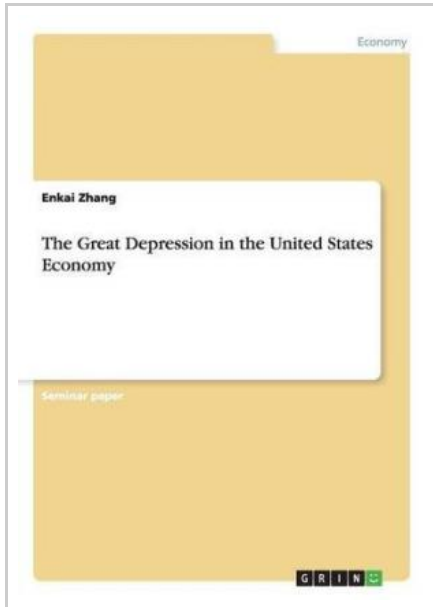 Economy
Enkai Zhang
The Great Depression in the United States
Economy
Seminar paper
GRIN